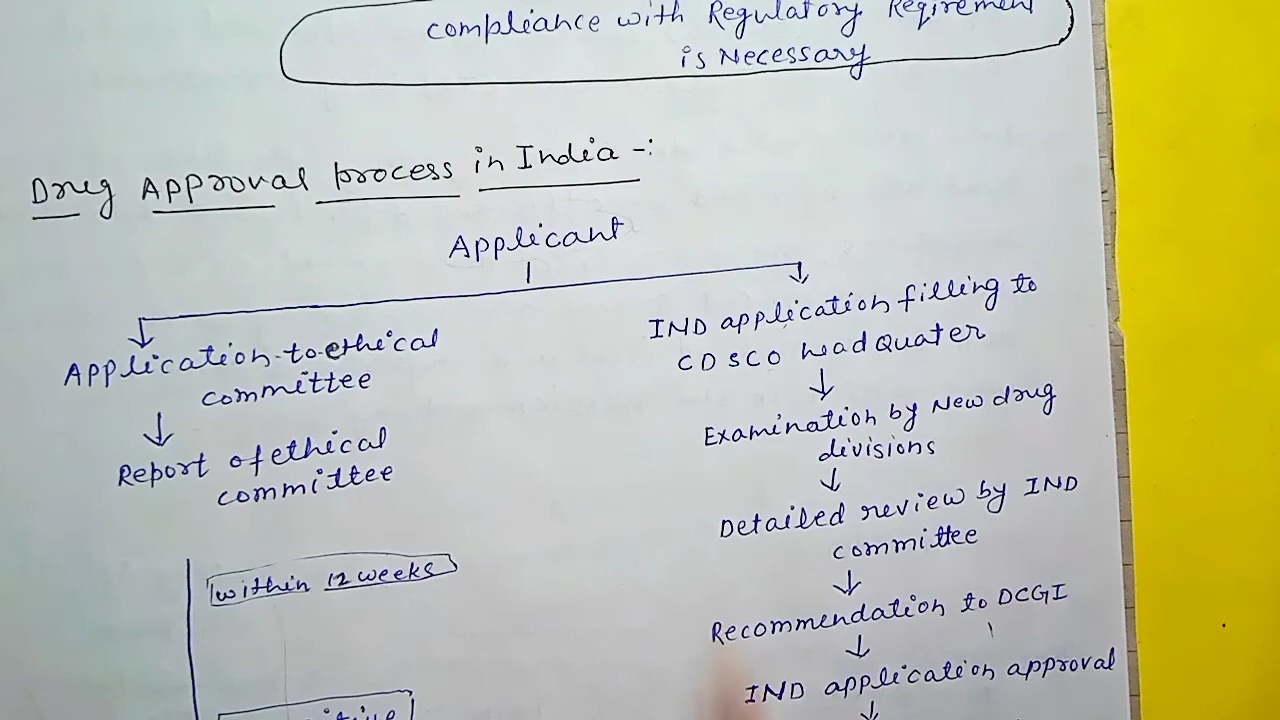 compliance with Regulatory Reqirement
is Necessary
Drug Approval process in India -:
Applicant
Application to ethical
committee
Report of ethical
committee
within 12 weeks
IND application filling to
CDSCO headQuater
Examination by New drug
divisions
Detailed review by IND
committee
Recommendation to DCGI
IND application approval